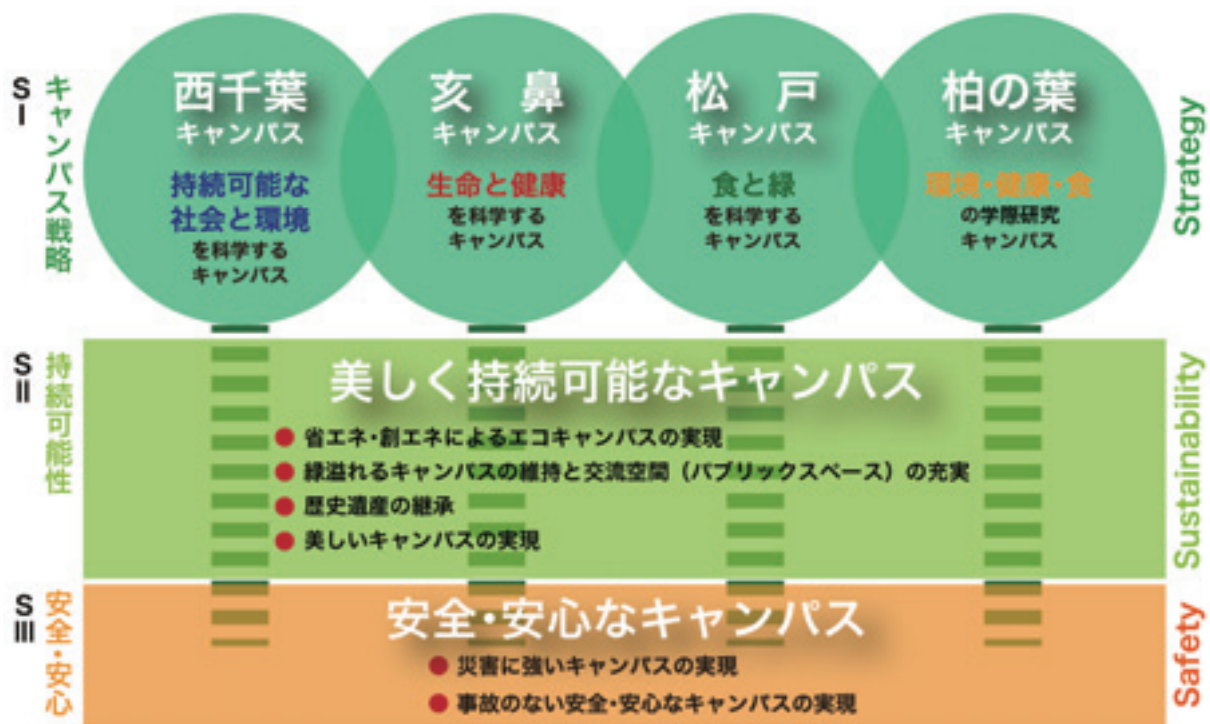 SI
キャンパス戦略
西千葉
キャンパス
持続可能な
社会と環境
を科学する
キャンパス
亥 鼻
キャンパス
生命と健康
を科学する
キャンパス
松 戸
キャンパス
食と緑
を科学する
キャンパス
柏の葉
キャンパス
環境・健康・食
の学際研究
キャンパス
Strategy
SII
持続可能性
美しく持続可能なキャンパス
● 省エネ・創エネによるエコキャンパスの実現
● 緑溢れるキャンパスの維持と交流空間（パブリックスペース）の充実
● 歴史遺産の継承
● 美しいキャンパスの実現
Sustainability
SIII
安全・安心
安全・安心なキャンパス
● 災害に強いキャンパスの実現
● 事故のない安全・安心なキャンパスの実現
Safety